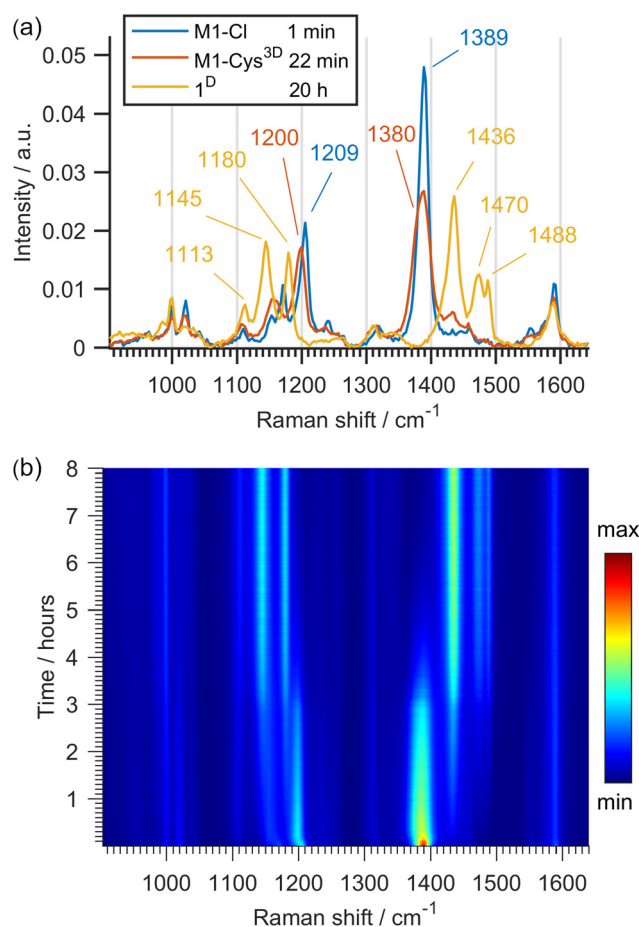 (a)
M1-Cl 1 min
M1-Cys³ᴰ 22 min
1ᴰ 20 h
1389
1380
1436
1200
1209
1180
1145
1113
1470
1488
0.05
0.04
0.03
0.02
0.01
0
Intensity / a.u.
1000 1100 1200 1300 1400 1500 1600
Raman shift / cm⁻¹
(b)
8
7
6
5
4
3
2
1
Time / hours
1000 1100 1200 1300 1400 1500 1600
Raman shift / cm⁻¹
max
min